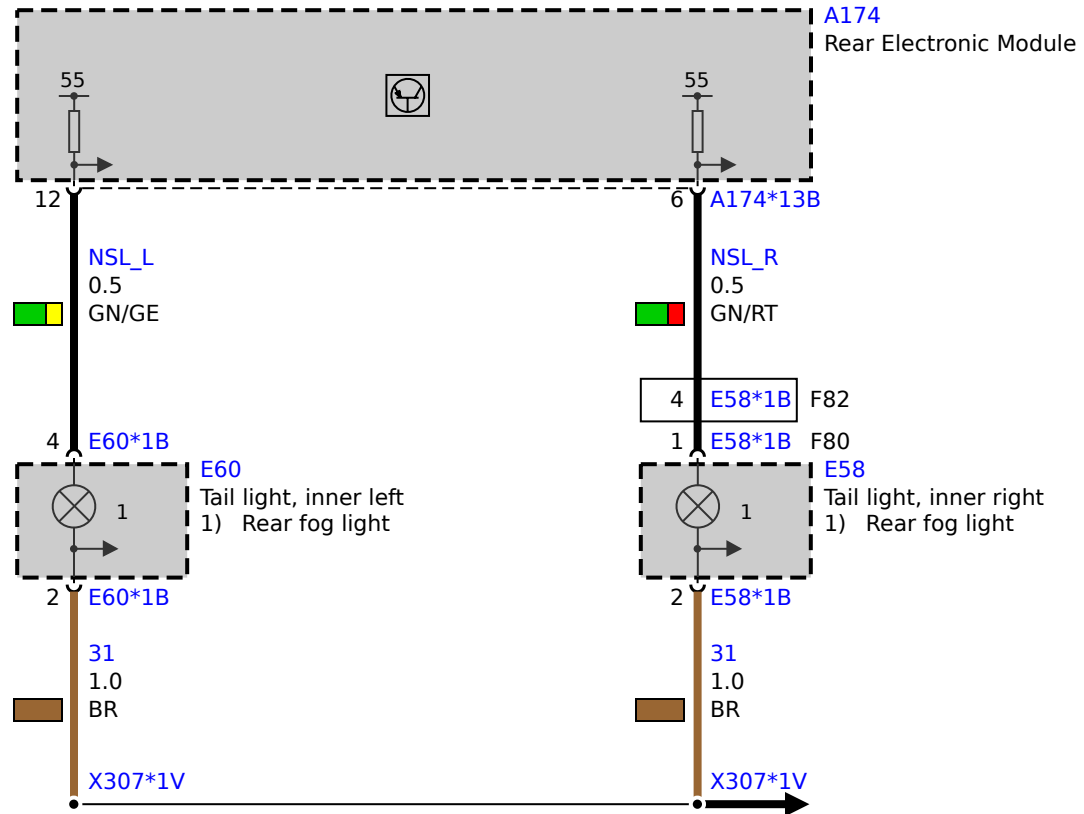 A174
Rear Electronic Module
55
55
12
6 A174*13B
NSL_L
0.5
GN/GE
NSL_R
0.5
GN/RT
4 E58*1B F82
4 E60*1B
1 E58*1B F80
E60
Tail light, inner left
1) Rear fog light
1
E58
Tail light, inner right
1) Rear fog light
1
2 E60*1B
2 E58*1B
31
1.0
BR
31
1.0
BR
X307*1V
X307*1V